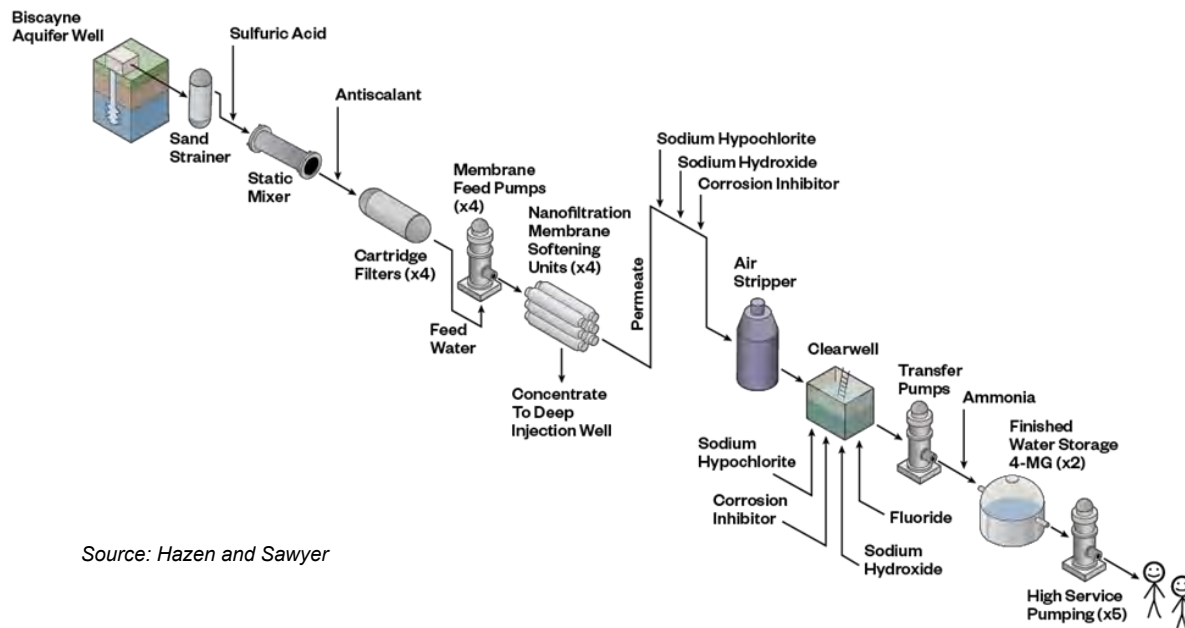 Biscayne
Aquifer Well
Sulfuric Acid
Sand
Strainer
Static
Mixer
Antiscalant
Cartridge
Filters (x4)
Feed
Water
Membrane
Feed Pumps
(x4)
Nanofiltration
Membrane
Softening
Units (x4)
Concentrate
To Deep
Injection Well
Permeate
Sodium Hypochlorite
Sodium Hydroxide
Corrosion Inhibitor
Air
Stripper
Clearwell
Sodium
Hypochlorite
Corrosion
Inhibitor
Sodium
Hydroxide
Fluoride
Transfer
Pumps
Ammonia
Finished
Water Storage
4-MG (x2)
High Service
Pumping (x5)
Source: Hazen and Sawyer